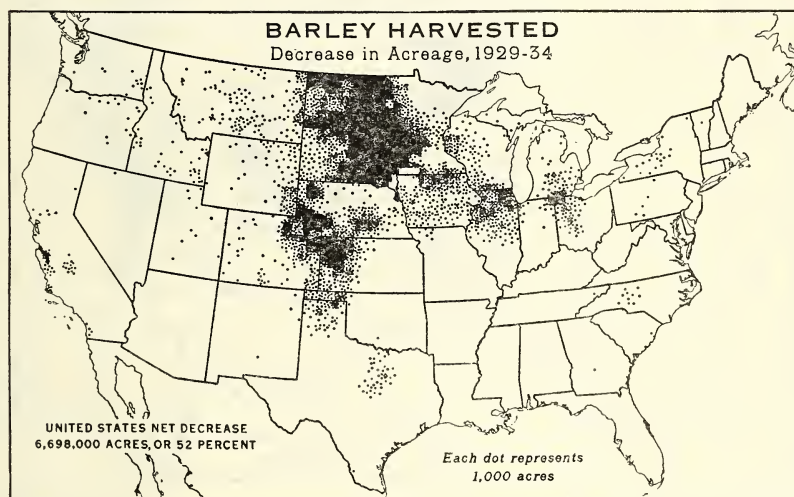 BARLEY HARVESTED
Decrease in Acreage, 1929-34
UNITED STATES NET DECREASE
6,698,000 ACRES, OR 52 PERCENT
Each dot represents
1,000 acres